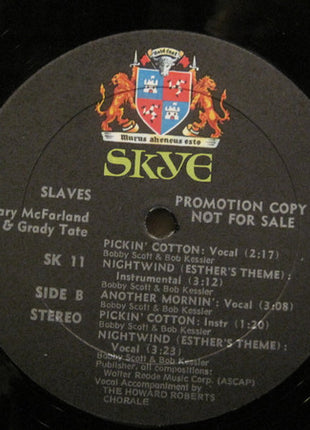 Hold Fast
Murus aheneus esto
SKYE
SLAVES
PROMOTION COPY
NOT FOR SALE
ary McFarland
& Grady Tate
SK 11
SIDE B
STEREO
PICKIN' COTTON: Vocal (2:17)
Bobby Scott & Bob Kessler
NIGHTWIND (ESTHER'S THEME):
Instrumental (3:12)
Bobby Scott & Bob Kessler
ANOTHER MORNIN': Vocal (3:08)
Bobby Scott & Bob Kessler
PICKIN' COTTON: Instr (1:20)
Bobby Scott & Bob Kessler
NIGHTWIND (ESTHER'S THEME):
Vocal (3:23)
Bobby Scott & Bob Kessler
Publisher, all compositions:
Walter Reade Music Corp. (ASCAP)
Vocal Accompaniment by
THE HOWARD ROBERTS
CHORALE